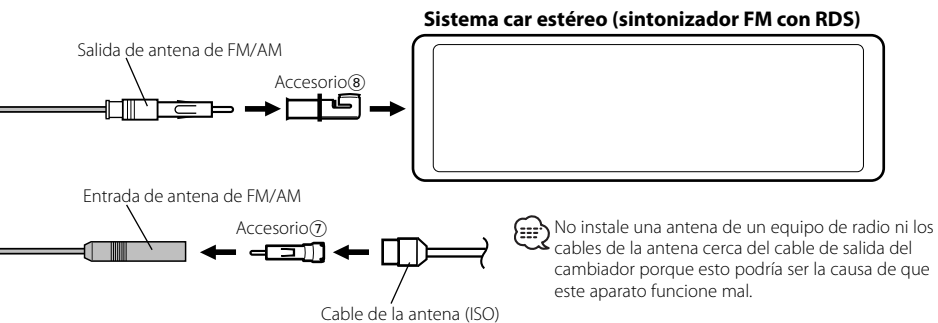 Sistema car estéreo (sintonizador FM con RDS)
Salida de antena de FM/AM
Accesorio⑧
Entrada de antena de FM/AM
Accesorio⑦
Cable de la antena (ISO)
No instale una antena de un equipo de radio ni los
cables de la antena cerca del cable de salida del
cambiador porque esto podría ser la causa de que
este aparato funcione mal.